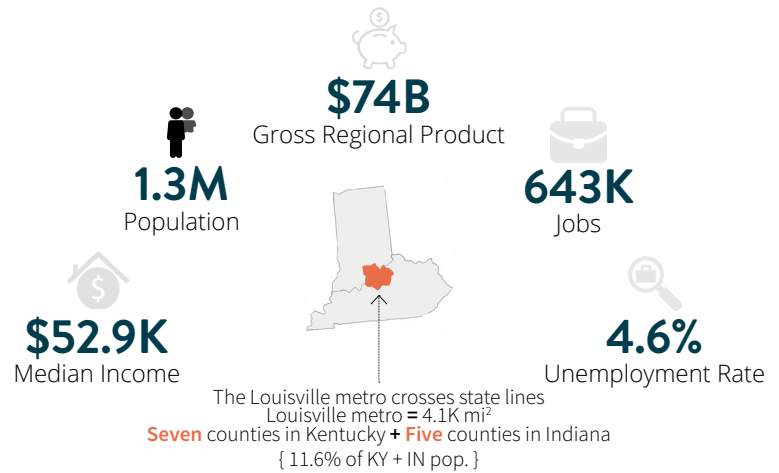 $74B
Gross Regional Product
1.3M
Population
643K
Jobs
$52.9K
Median Income
4.6%
Unemployment Rate
The Louisville metro crosses state lines
Louisville metro = 4.1K mi²
Seven counties in Kentucky + Five counties in Indiana
{ 11.6% of KY + IN pop. }